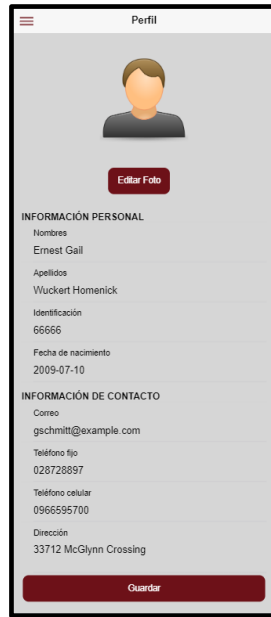 Perfil
Editar Foto
INFORMACIÓN PERSONAL
Nombres
Ernest Gail
Apellidos
Wuckert Homenick
Identificación
66666
Fecha de nacimiento
2009-07-10
INFORMACIÓN DE CONTACTO
Correo
gschmitt@example.com
Teléfono fijo
028728897
Teléfono celular
0966595700
Dirección
33712 McGlynn Crossing
Guardar